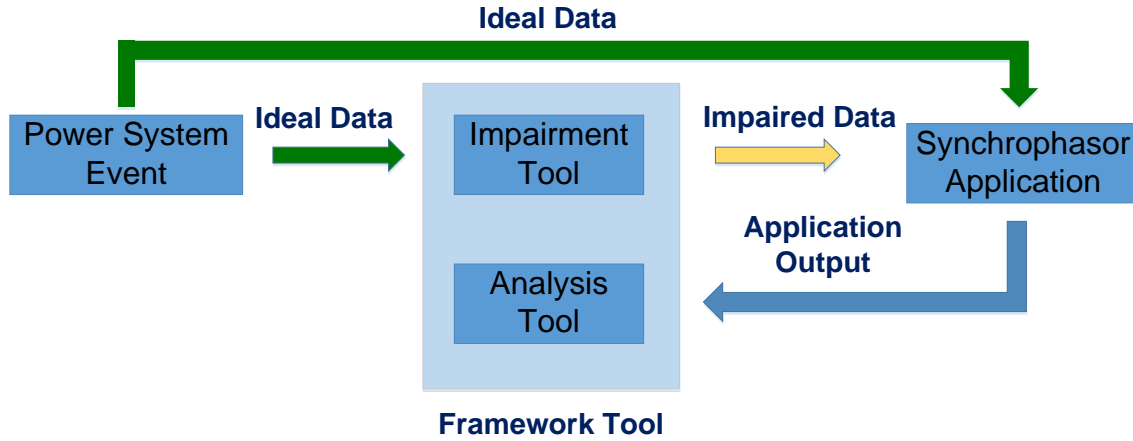 Ideal Data
Power System
Event
Ideal Data
Impairment
Tool
Impaired Data
Synchrophasor
Application
Application
Output
Analysis
Tool
Framework Tool